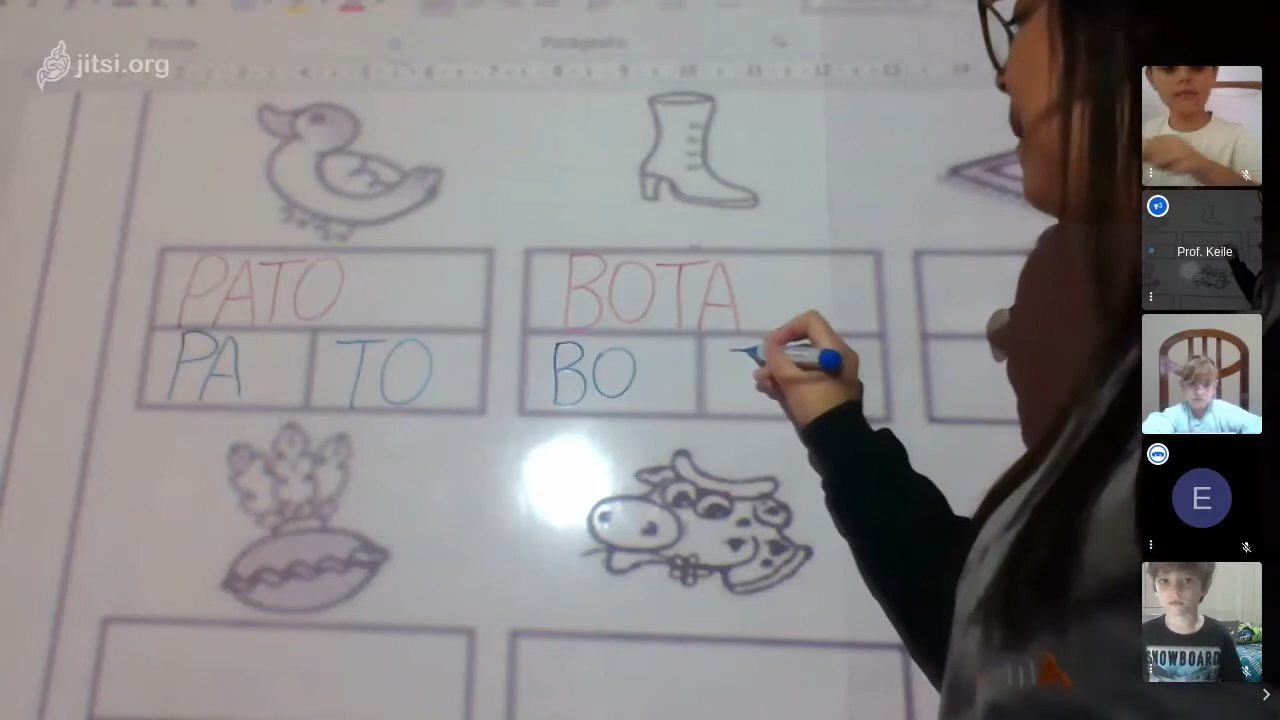 jitsi.org
PATO
BOTA
PA
TO
BO
Prof. Keile
E
SNOWBOARD